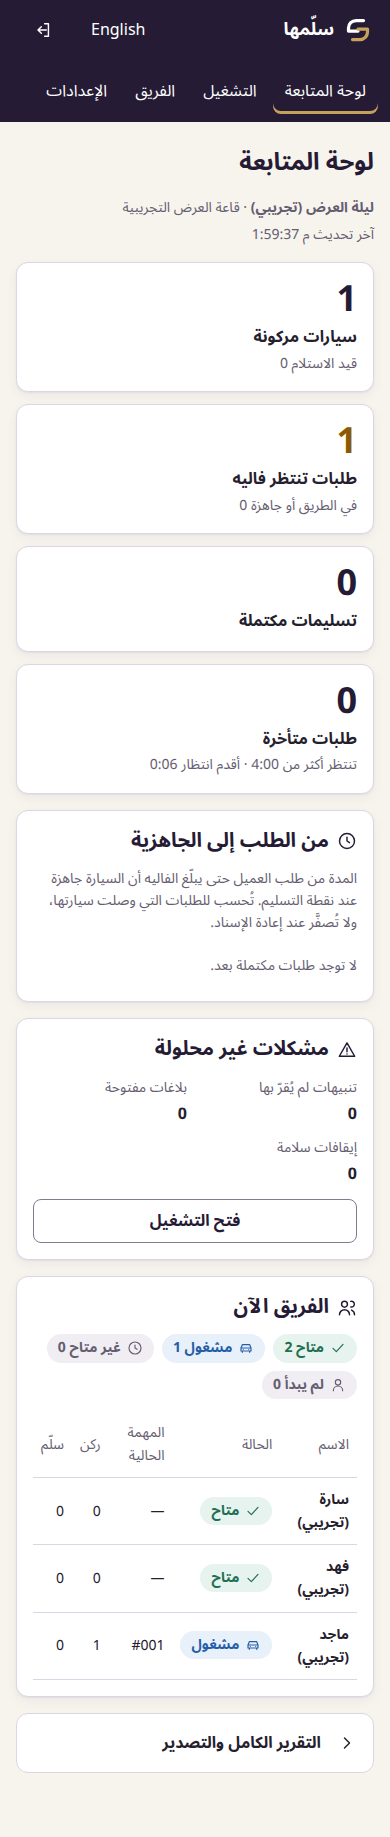 سلّمها
English
لوحة المتابعة
التشغيل
الفريق
الإعدادات
لوحة المتابعة
ليلة العرض (تجريبي) · قاعة العرض التجريبية
آخر تحديث م 1:59:37
1
سيارات مركونة
قيد الاستلام 0
1
طلبات تنتظر فاليه
في الطريق أو جاهزة 0
0
تسليمات مكتملة
0
طلبات متأخرة
تنتظر أكثر من 4:00 · أقدم انتظار 0:06
من الطلب إلى الجاهزية
المدة من طلب العميل حتى يبلّغ الفاليه أن السيارة جاهزة
عند نقطة التسليم. تُحسب للطلبات التي وصلت سيارتها،
ولا تُصفَّر عند إعادة الإسناد.
لا توجد طلبات مكتملة بعد.
مشكلات غير محلولة
تنبيهات لم يُقرّ بها
0
بلاغات مفتوحة
0
إيقافات سلامة
0
فتح التشغيل
الفريق الآن
متاح 2
مشغول 1
غير متاح 0
لم يبدأ 0
الاسم الحالة المهمة الحالية ركن سلّم
سارة (تجريبي) متاح — 0 0
فهد (تجريبي) متاح — 0 0
ماجد (تجريبي) مشغول #001 1 0
التقرير الكامل والتصدير